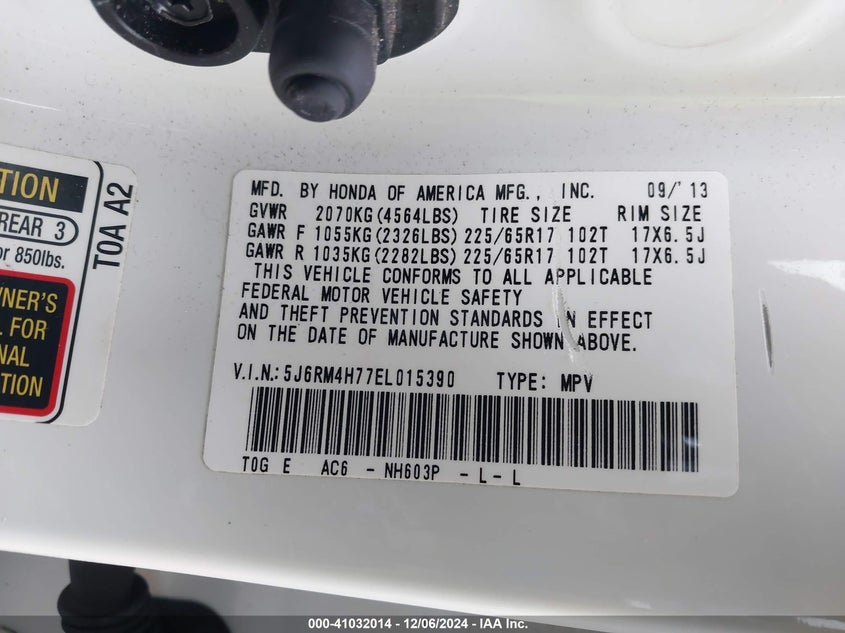 TION
REAR 3
or 850lbs.
NER'S
L FOR
NAL
TION
TOA A2
MFD. BY HONDA OF AMERICA MFG., INC. 09/'13
GVWR 2070KG(4564LBS) TIRE SIZE RIM SIZE
GAWR F 1055KG(2326LBS) 225/65R17 102T 17X6.5J
GAWR R 1035KG(2282LBS) 225/65R17 102T 17X6.5J
THIS VEHICLE CONFORMS TO ALL APPLICABLE
FEDERAL MOTOR VEHICLE SAFETY
AND THEFT PREVENTION STANDARDS IN EFFECT
ON THE DATE OF MANUFACTURE SHOWN ABOVE.
V.I.N.: 5J6RM4H77EL015390 TYPE: MPV
TOG E AC6 - NH603P - L - L
000-41032014 - 12/06/2024 - IAA Inc.